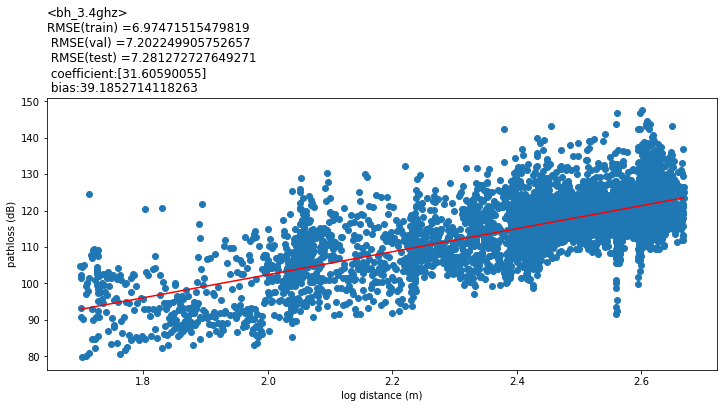 <bh_3.4ghz>
RMSE(train) =6.97471515479819
RMSE(val) =7.202249905752657
RMSE(test) =7.281272727649271
coefficient:[31.60590055]
bias:39.1852714118263
150
140
130
120
110
100
90
80
pathloss (dB)
1.8
2.0
2.2
2.4
2.6
log distance (m)